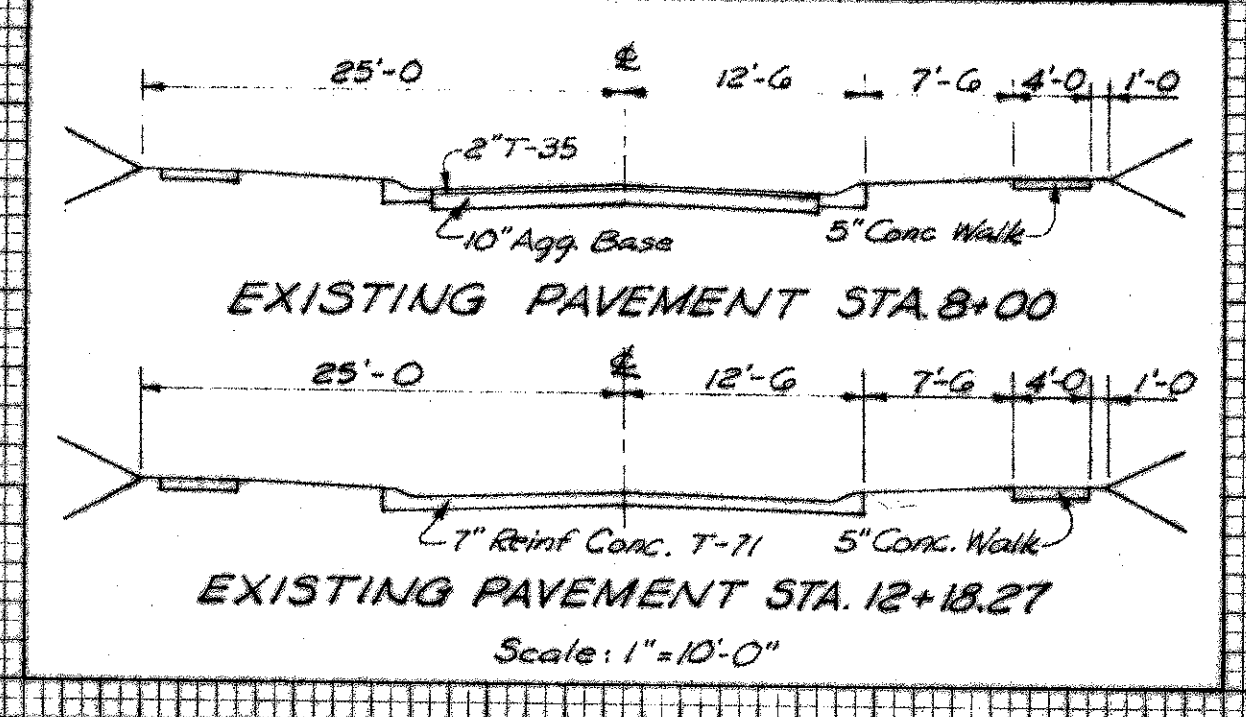 25'-0 ℄ 12'-6 7'-6 4'-0 1'-0
2" T-35
10" Agg. Base
5" Conc Walk
EXISTING PAVEMENT STA. 8+00
25'-0 ℄ 12'-6 7'-6 4'-0 1'-0
7" Reinf Conc. T-71
5" Conc. Walk
EXISTING PAVEMENT STA. 12+18.27
Scale: 1"=10'-0"